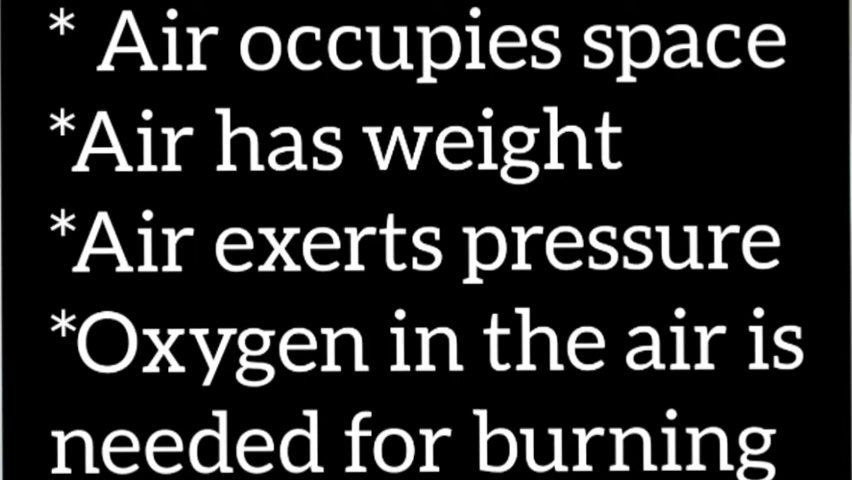 * Air occupies space
*Air has weight
*Air exerts pressure
*Oxygen in the air is
needed for burning